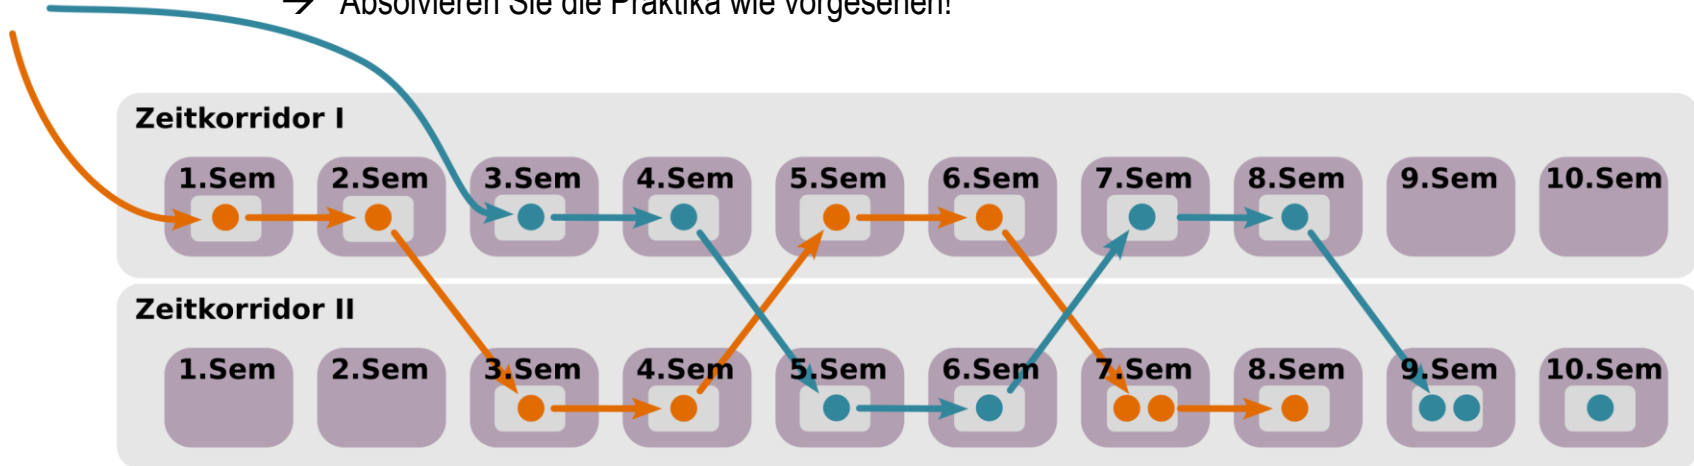 → Absolvieren Sie die Praktika wie vorgesehen!
Zeitkorridor I
1.Sem 2.Sem 3.Sem 4.Sem 5.Sem 6.Sem 7.Sem 8.Sem 9.Sem 10.Sem
Zeitkorridor II
1.Sem 2.Sem 3.Sem 4.Sem 5.Sem 6.Sem 7.Sem 8.Sem 9.Sem 10.Sem